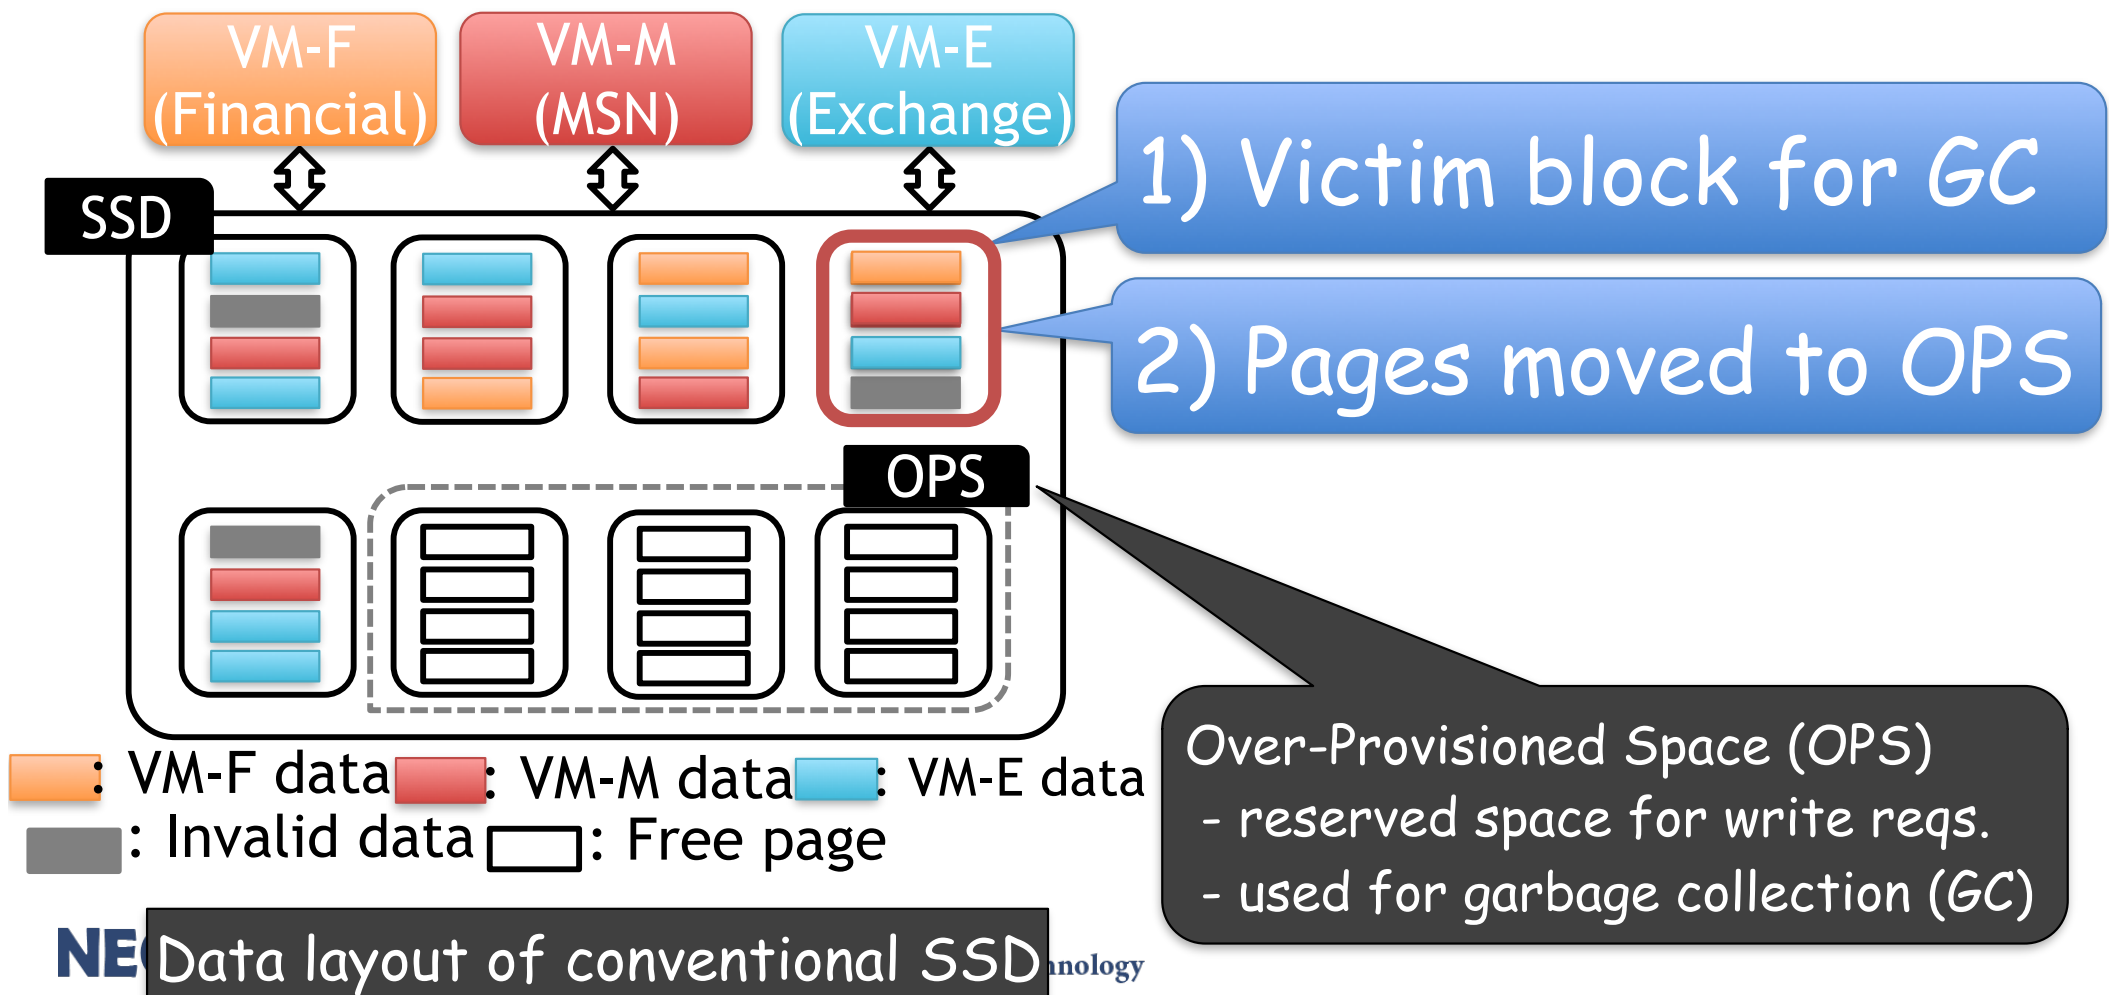 VM-F
(Financial)
VM-M
(MSN)
VM-E
(Exchange)
1) Victim block for GC
SSD
2) Pages moved to OPS
OPS
Over-Provisioned Space (OPS)
- reserved space for write reqs.
- used for garbage collection (GC)
: VM-F data : VM-M data : VM-E data
: Invalid data : Free page
Data layout of conventional SSD